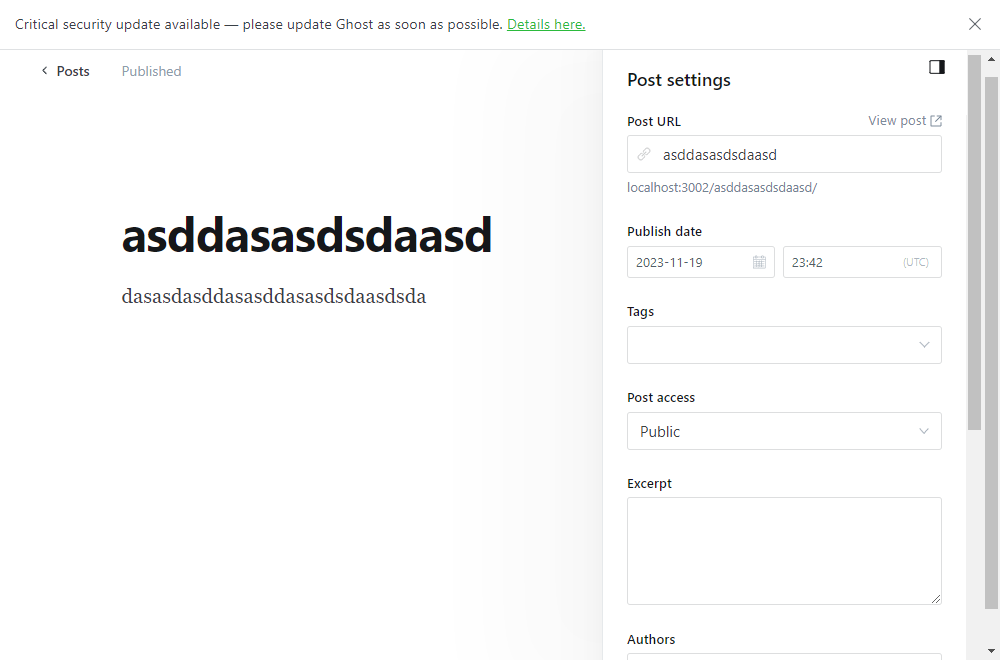 Critical security update available — please update Ghost as soon as possible. Details here.
Posts Published
Post settings
Post URL View post
asddasasdsdaasd
localhost:3002/asddasasdsdaasd/
Publish date
2023-11-19 23:42 (UTC)
Tags
Post access
Public
Excerpt
Authors
asddasasdsdaasd
dasasdasddasasddasasdsdaasdsda